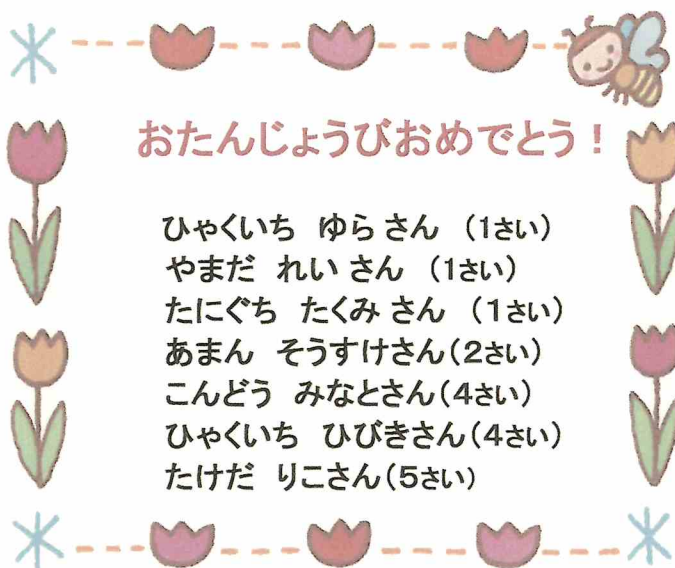 おたんじょうびおめでとう！
ひゃくいち　ゆら さん　（1さい）
やまだ　れい さん　（1さい）
たにぐち　たくみ さん　（1さい）
あまん　そうすけさん（2さい）
こんどう　みなとさん（4さい）
ひゃくいち　ひびきさん（4さい）
たけだ　りこさん（5さい）